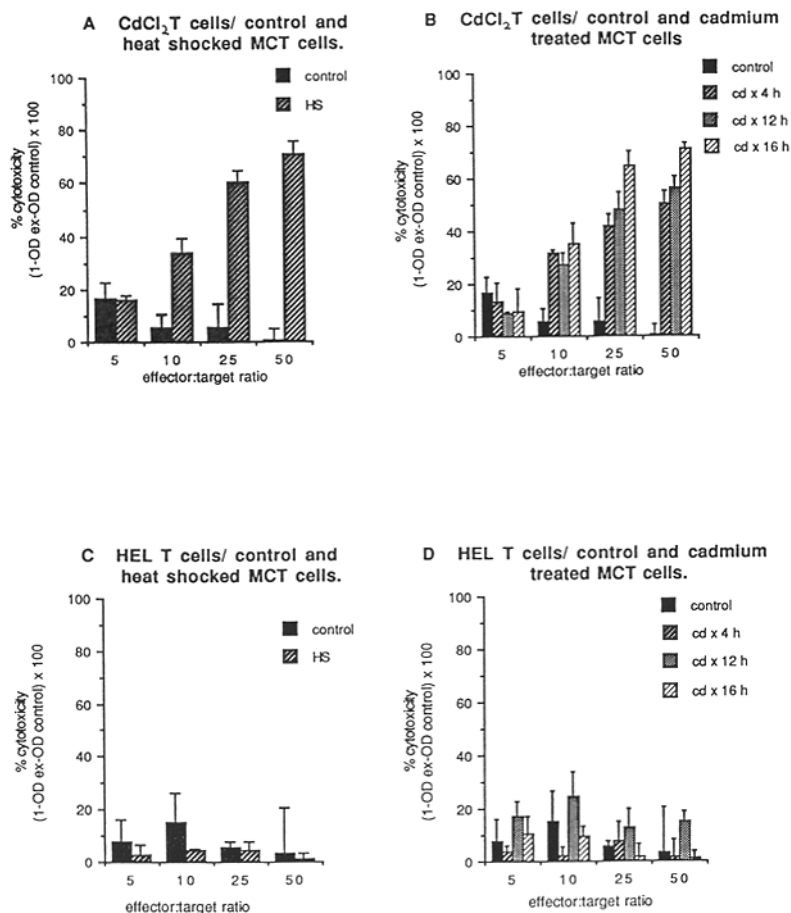 A CdCl₂T cells/ control and
heat shocked MCT cells.
control
HS
% cytotoxicity
(1-OD ex-OD control) x 100
100
80
60
40
20
0
5 10 25 50
effector:target ratio
B CdCl₂T cells/ control and cadmium
treated MCT cells
control
cd x 4 h
cd x 12 h
cd x 16 h
% cytotoxicity
(1-OD ex-OD control) x 100
100
80
60
40
20
0
5 10 25 50
effector:target ratio
C HEL T cells/ control and
heat shocked MCT cells.
control
HS
% cytotoxicity
(1-OD ex-OD control) x 100
100
80
60
40
20
0
5 10 25 50
effector:target ratio
D HEL T cells/ control and cadmium
treated MCT cells.
control
cd x 4 h
cd x 12 h
cd x 16 h
% cytotoxicity
(1-OD ex-OD control) x 100
100
80
60
40
20
0
5 10 25 50
effector:target ratio